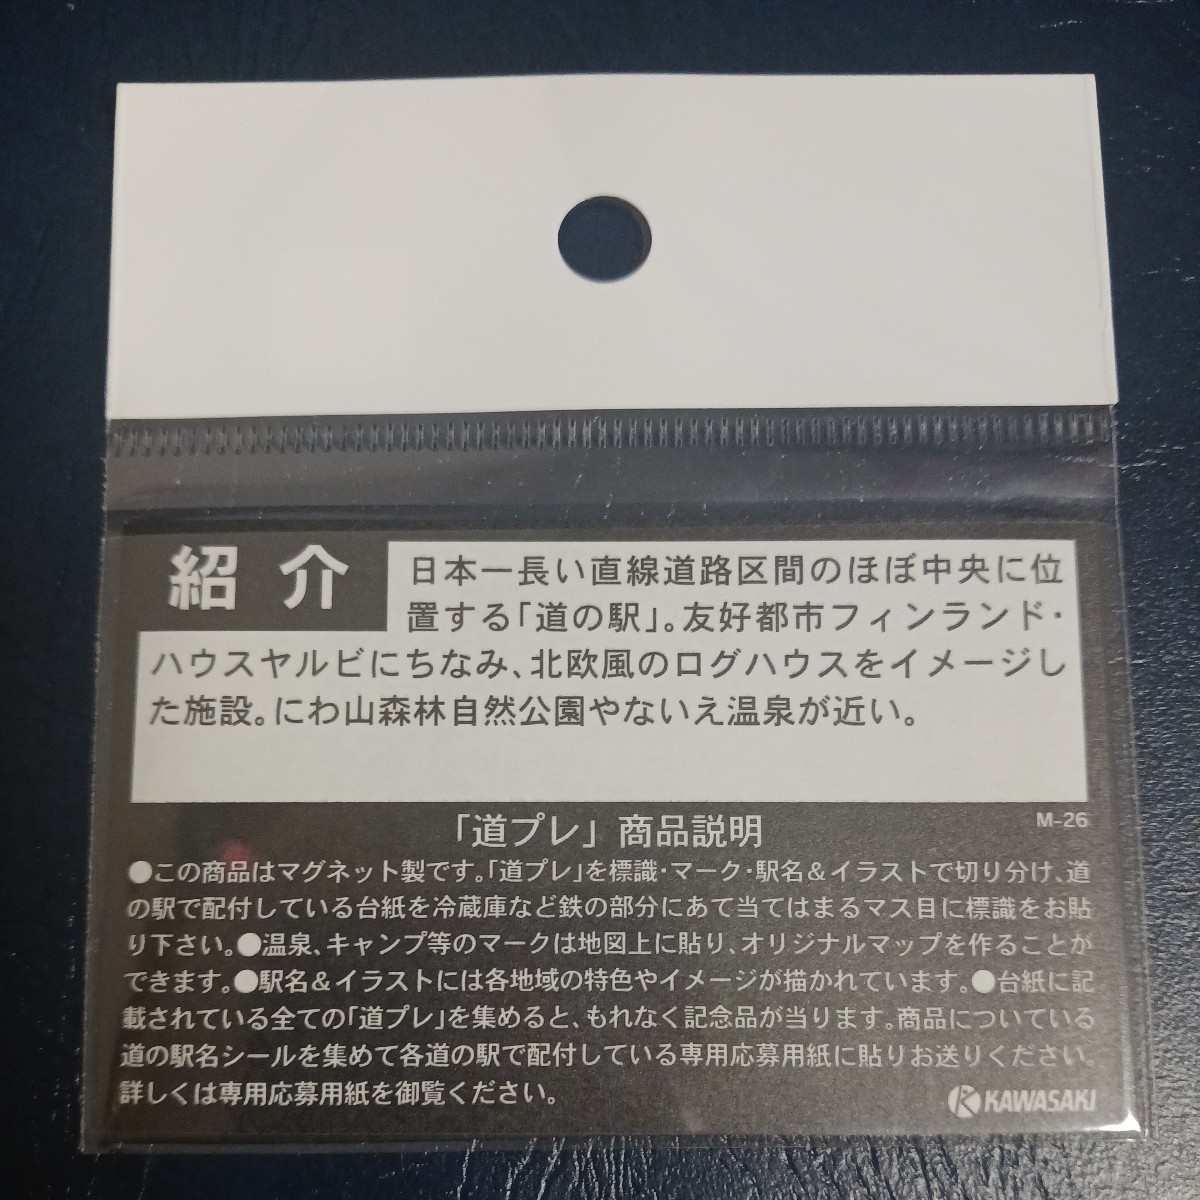 紹介
日本一長い直線道路区間のほぼ中央に位
置する「道の駅」。友好都市フィンランド・
ハウスヤルビにちなみ、北欧風のログハウスをイメージし
た施設。にわ山森林自然公園やないえ温泉が近い。
「道プレ」商品説明
M-26
●この商品はマグネット製です。「道プレ」を標識・マーク・駅名&イラストで切り分け、道
の駅で配付している台紙を冷蔵庫など鉄の部分にあて当てはまるマス目に標識をお貼
り下さい。●温泉、キャンプ等のマークは地図上に貼り、オリジナルマップを作ることが
できます。●駅名&イラストには各地域の特色やイメージが描かれています。●台紙に記
載されている全ての「道プレ」を集めると、もれなく記念品が当ります。商品についている
道の駅名シールを集めて各道の駅で配付している専用応募用紙に貼りお送りください。
詳しくは専用応募用紙を御覧ください。
KAWASAKI